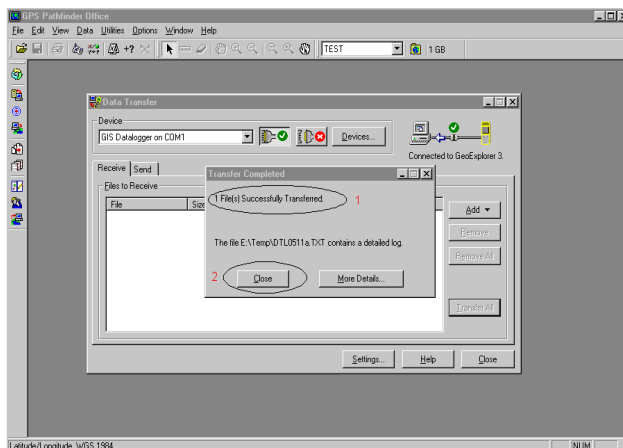 GPS Pathfinder Office
File Edit View Data Utilities Options Window Help
TEST 1 GB
Data Transfer
Device
GIS Datalogger on COM1
Devices...
Connected to GeoExplorer 3.
Receive Send
Files to Receive
File Size
Add
Remove
Remove All
Transfer All
Transfer Completed
1 File(s) Successfully Transferred. 1
The file E:\Temp\DTL0511a.TXT contains a detailed log.
2 Close More Details...
Settings... Help Close
Latitude/Longitude, WGS 1984 NUM